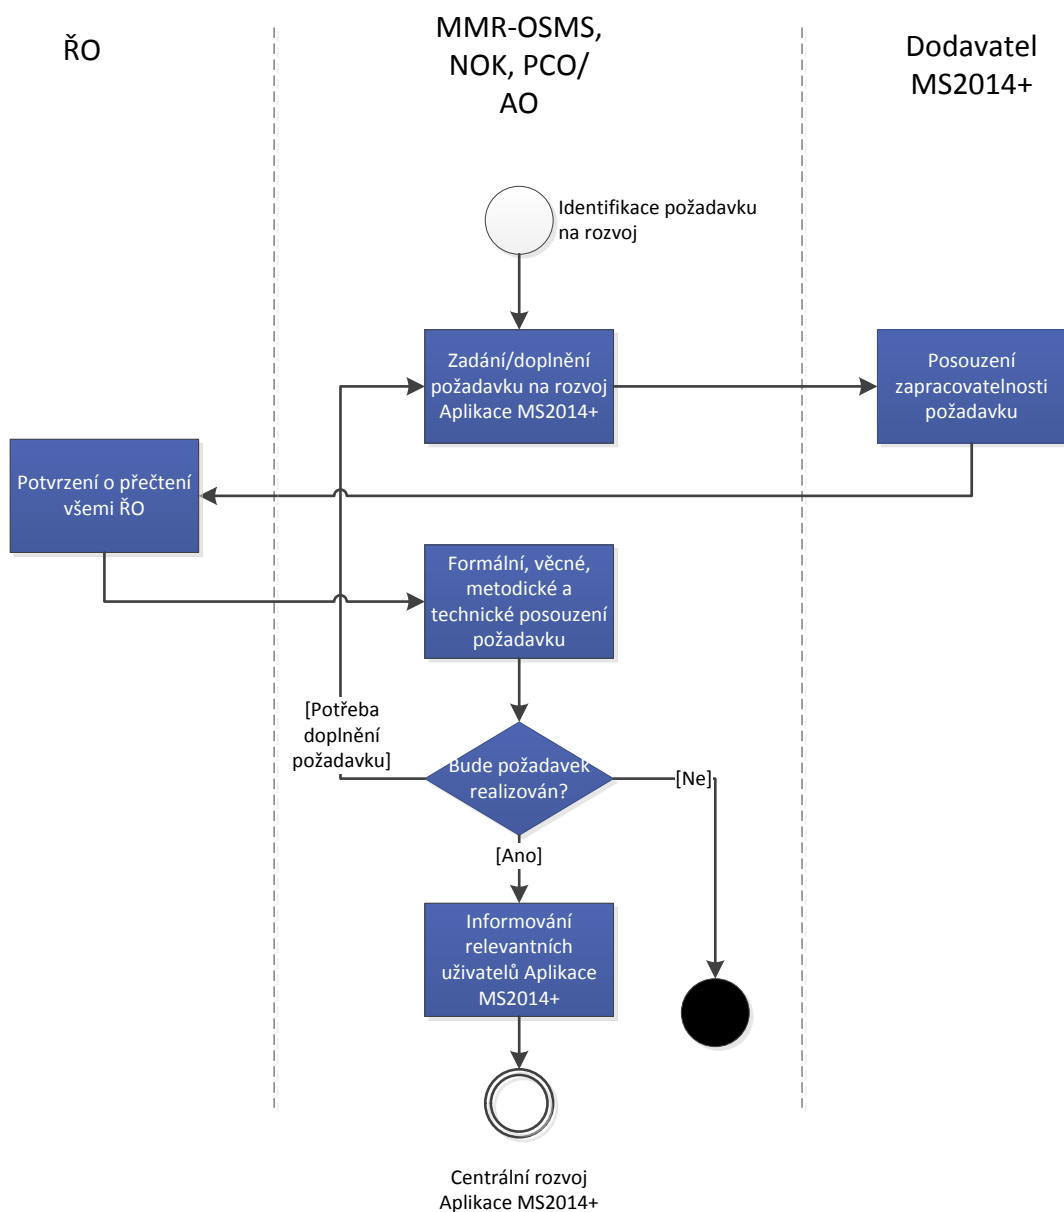 ŘO
MMR-OSMS,
NOK, PCO/
AO
Dodavatel
MS2014+
Identifikace požadavku
na rozvoj
Zadání/doplnění
požadavku na rozvoj
Aplikace MS2014+
Posouzení
zapracovatelnosti
požadavku
Potvrzení o přečtení
všemi ŘO
Formální, věcné,
metodické a
technické posouzení
požadavku
[Potřeba
doplnění
požadavku]
Bude požadavek
realizován?
[Ne]
[Ano]
Informování
relevantních
uživatelů Aplikace
MS2014+
Centrální rozvoj
Aplikace MS2014+